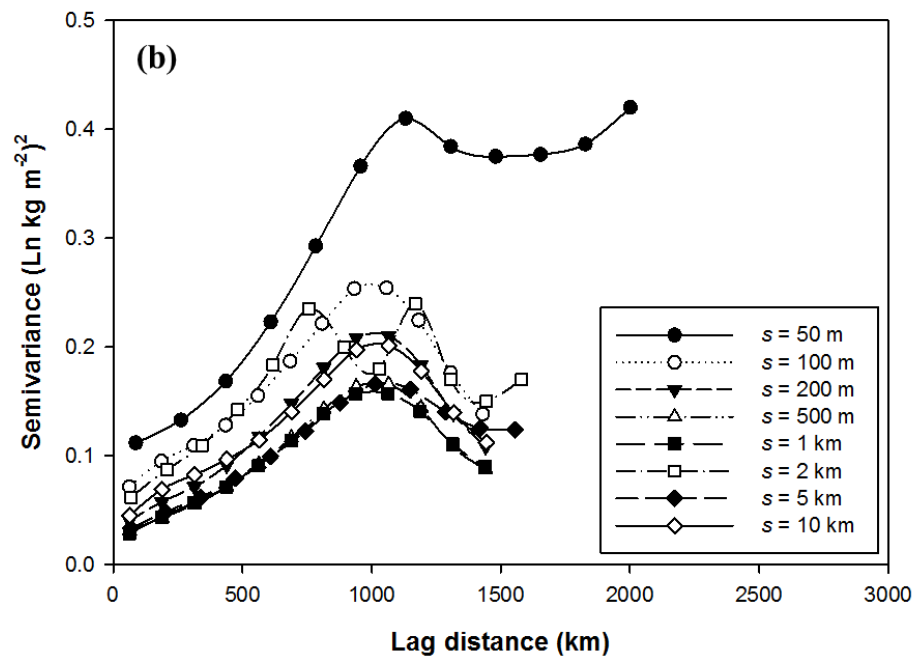 (b)
Semivariance (Ln kg m-2)2
0.5
0.4
0.3
0.2
0.1
0.0
s = 50 m
s = 100 m
s = 200 m
s = 500 m
s = 1 km
s = 2 km
s = 5 km
s = 10 km
0 500 1000 1500 2000 2500 3000
Lag distance (km)